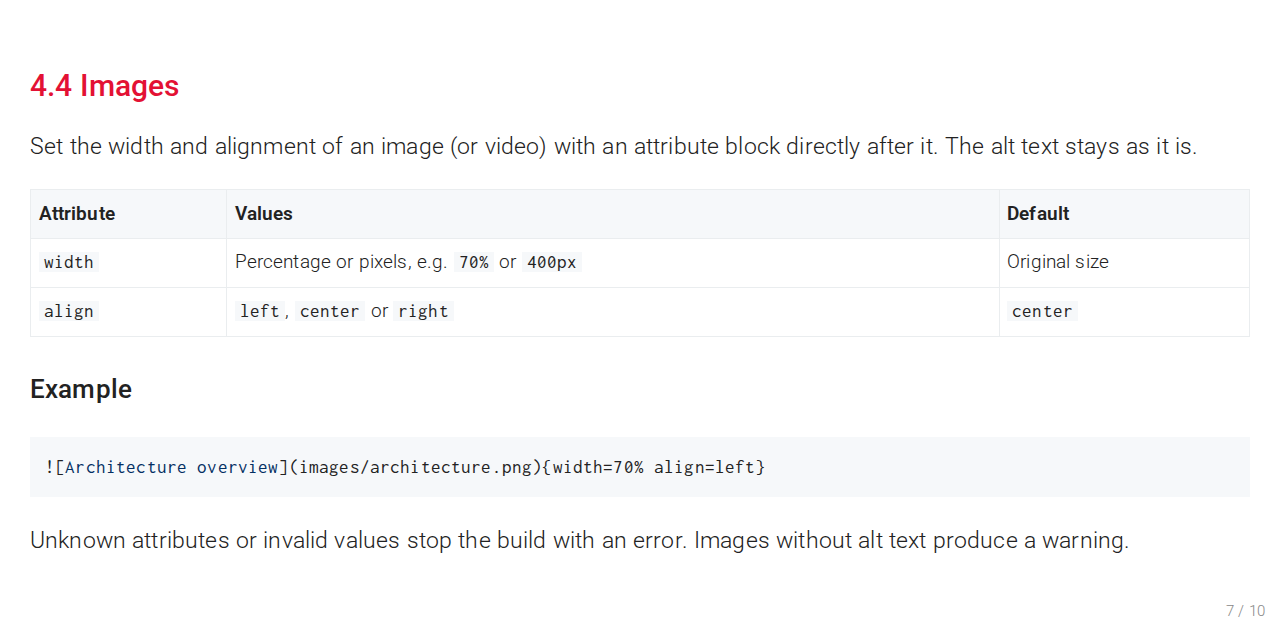 4.4 Images
Set the width and alignment of an image (or video) with an attribute block directly after it. The alt text stays as it is.
Attribute Values Default
width Percentage or pixels, e.g. 70% or 400px Original size
align left, center or right center
Example
![Architecture overview](images/architecture.png){width=70% align=left}
Unknown attributes or invalid values stop the build with an error. Images without alt text produce a warning.
7 / 10